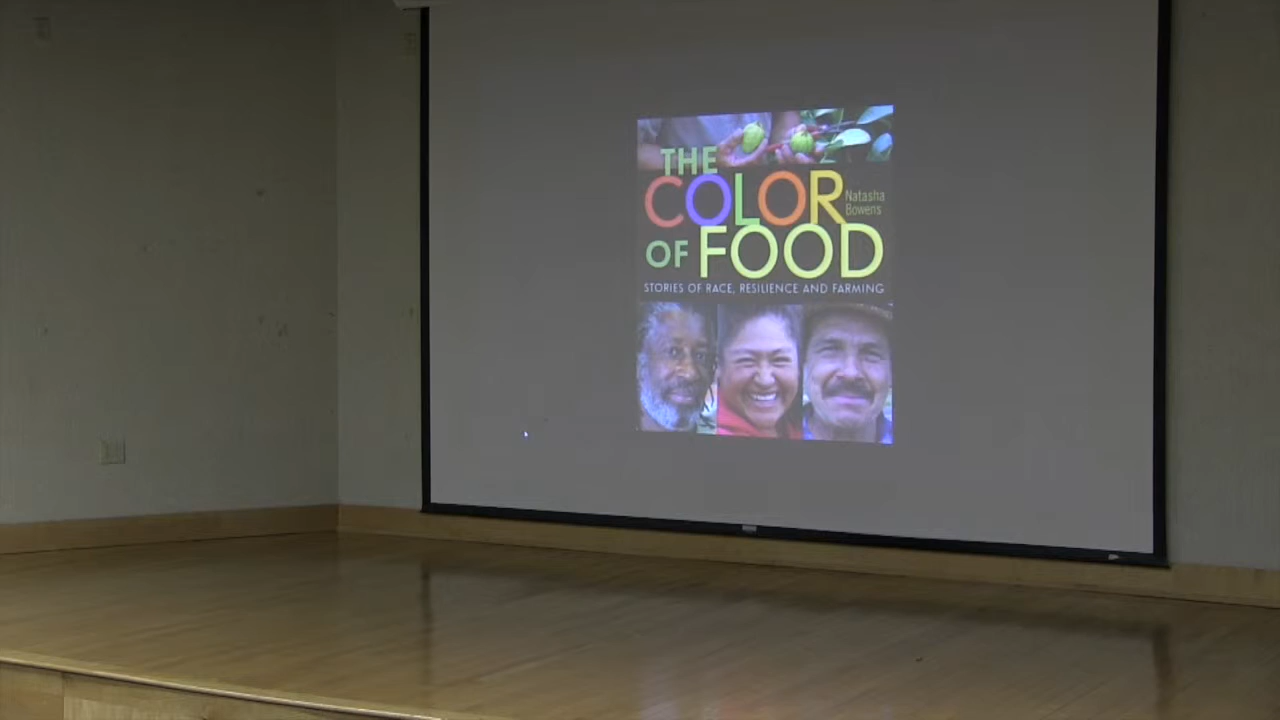 THE
COLOR
Natasha
Bowens
OF FOOD
STORIES OF RACE, RESILIENCE AND FARMING